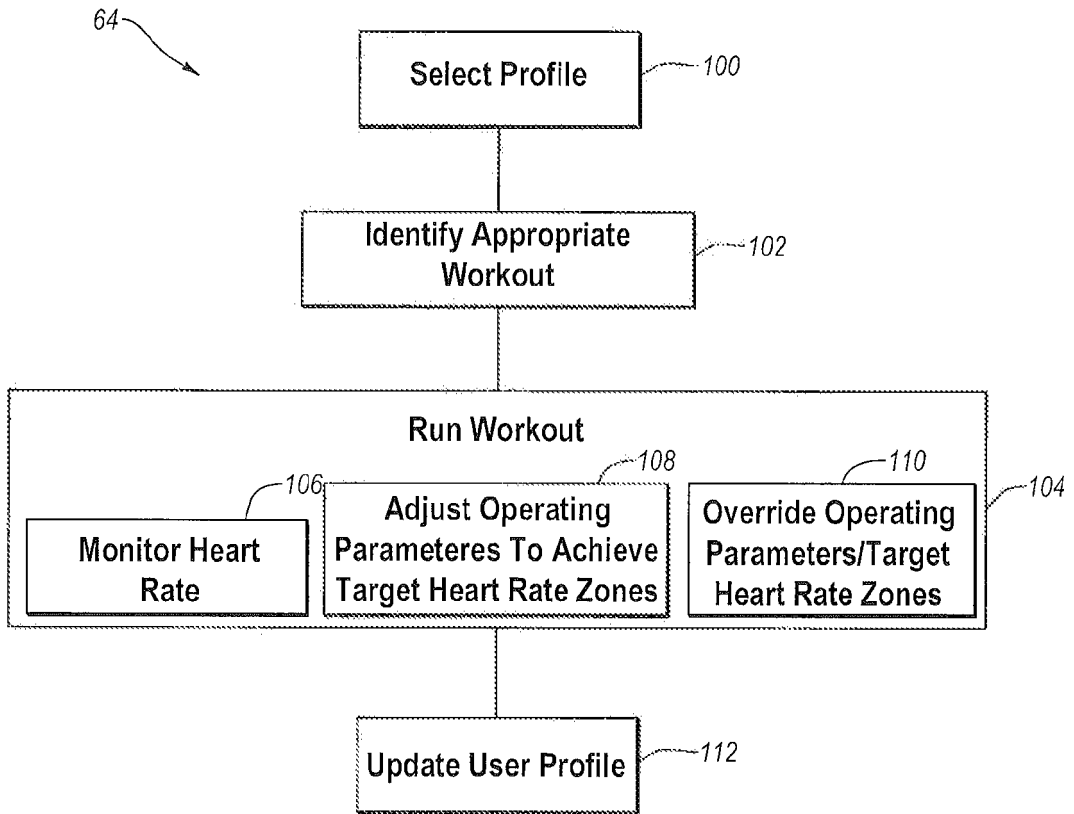 64
Select Profile
100
Identify Appropriate
Workout
102
Run Workout
104
106
Monitor Heart
Rate
108
Adjust Operating
Parameteres To Achieve
Target Heart Rate Zones
110
Override Operating
Parameters/Target
Heart Rate Zones
Update User Profile
112